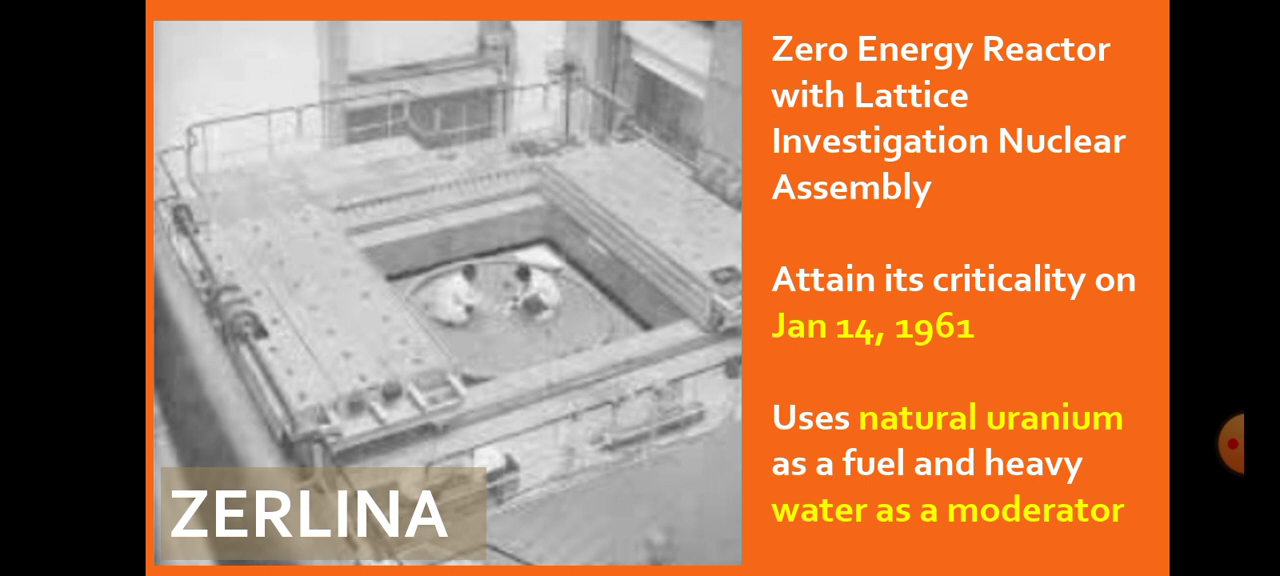 Zero Energy Reactor
with Lattice
Investigation Nuclear
Assembly
Attain its criticality on
Jan 14, 1961
Uses natural uranium
as a fuel and heavy
water as a moderator
ZERLINA